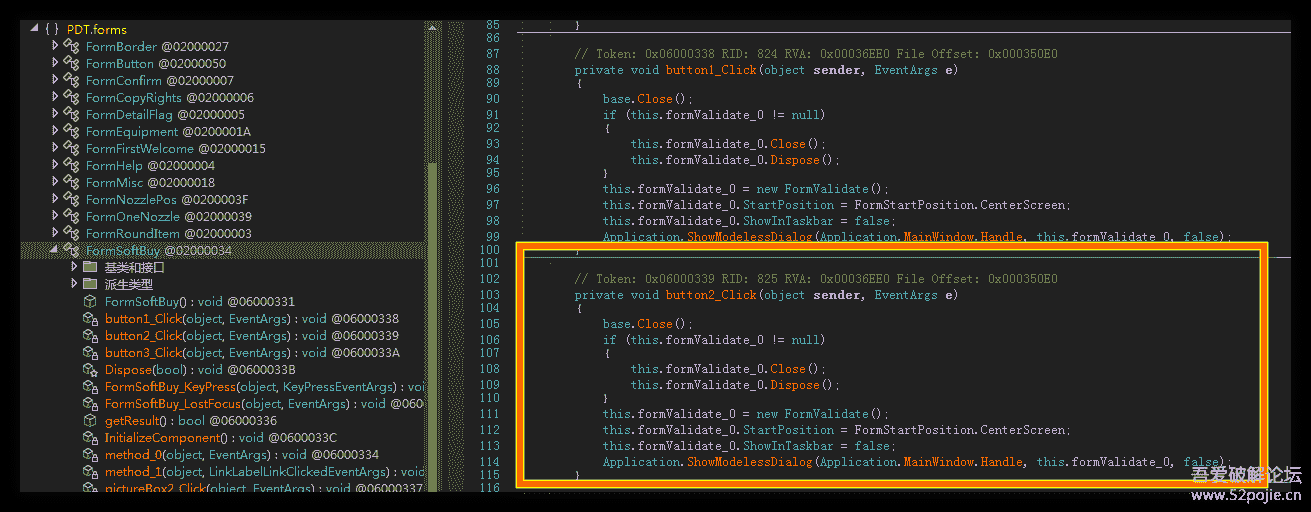 { } PDT.forms
FormBorder @02000027
FormButton @02000050
FormConfirm @02000007
FormCopyRights @02000006
FormDetailFlag @02000005
FormEquipment @0200001A
FormFirstWelcome @02000015
FormHelp @02000004
FormMisc @02000018
FormNozzlePos @0200003F
FormOneNozzle @02000039
FormRoundItem @02000003
FormSoftBuy @02000034
基类和接口
派生类型
FormSoftBuy() : void @06000331
button1_Click(object, EventArgs) : void @06000338
button2_Click(object, EventArgs) : void @06000339
button3_Click(object, EventArgs) : void @0600033A
Dispose(bool) : void @0600033B
FormSoftBuy_KeyPress(object, KeyPressEventArgs) : voi
FormSoftBuy_LostFocus(object, EventArgs) : void @060
getResult() : bool @06000336
InitializeComponent() : void @0600033C
method_0(object, EventArgs) : void @06000334
method_1(object, LinkLabelLinkClickedEventArgs) : void
pictureBox2_Click(object, EventArgs) : void @06000337
85 }
86
87 // Token: 0x06000338 RID: 824 RVA: 0x00036EE0 File Offset: 0x000350E0
88 private void button1_Click(object sender, EventArgs e)
89 {
90 base.Close();
91 if (this.formValidate_0 != null)
92 {
93 this.formValidate_0.Close();
94 this.formValidate_0.Dispose();
95 }
96 this.formValidate_0 = new FormValidate();
97 this.formValidate_0.StartPosition = FormStartPosition.CenterScreen;
98 this.formValidate_0.ShowInTaskbar = false;
99 Application.ShowModelessDialog(Application.MainWindow.Handle, this.formValidate_0, false);
100 }
101
102 // Token: 0x06000339 RID: 825 RVA: 0x00036EE0 File Offset: 0x000350E0
103 private void button2_Click(object sender, EventArgs e)
104 {
105 base.Close();
106 if (this.formValidate_0 != null)
107 {
108 this.formValidate_0.Close();
109 this.formValidate_0.Dispose();
110 }
111 this.formValidate_0 = new FormValidate();
112 this.formValidate_0.StartPosition = FormStartPosition.CenterScreen;
113 this.formValidate_0.ShowInTaskbar = false;
114 Application.ShowModelessDialog(Application.MainWindow.Handle, this.formValidate_0, false);
115 }
116
吾爱破解论坛
www.52pojie.cn